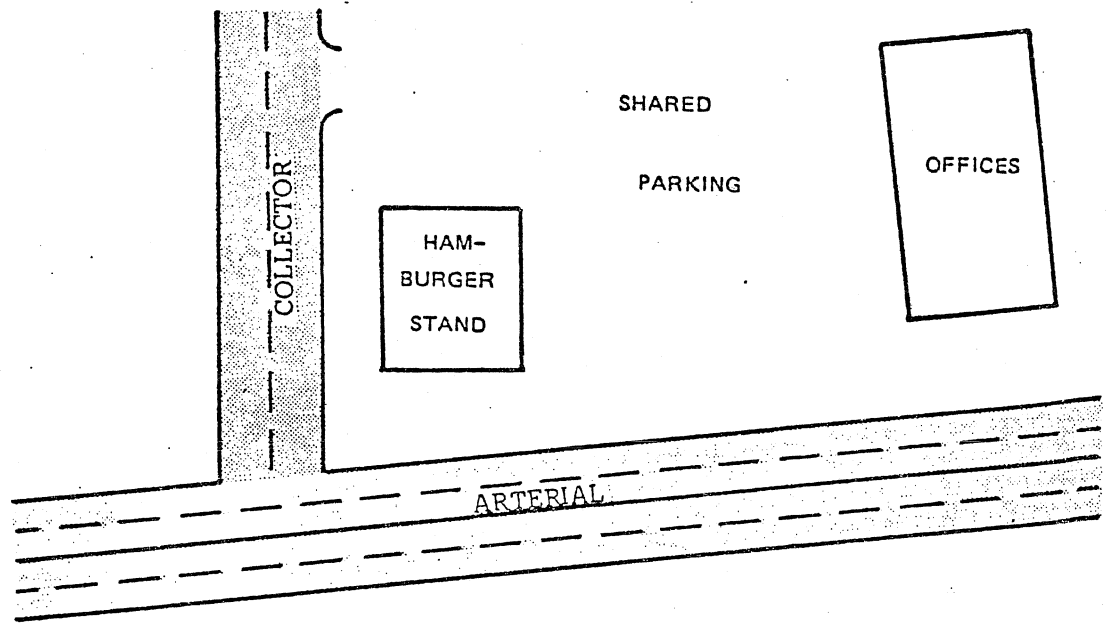 SHARED
PARKING
OFFICES
COLLECTOR
HAM-
BURGER
STAND
ARTERIAL